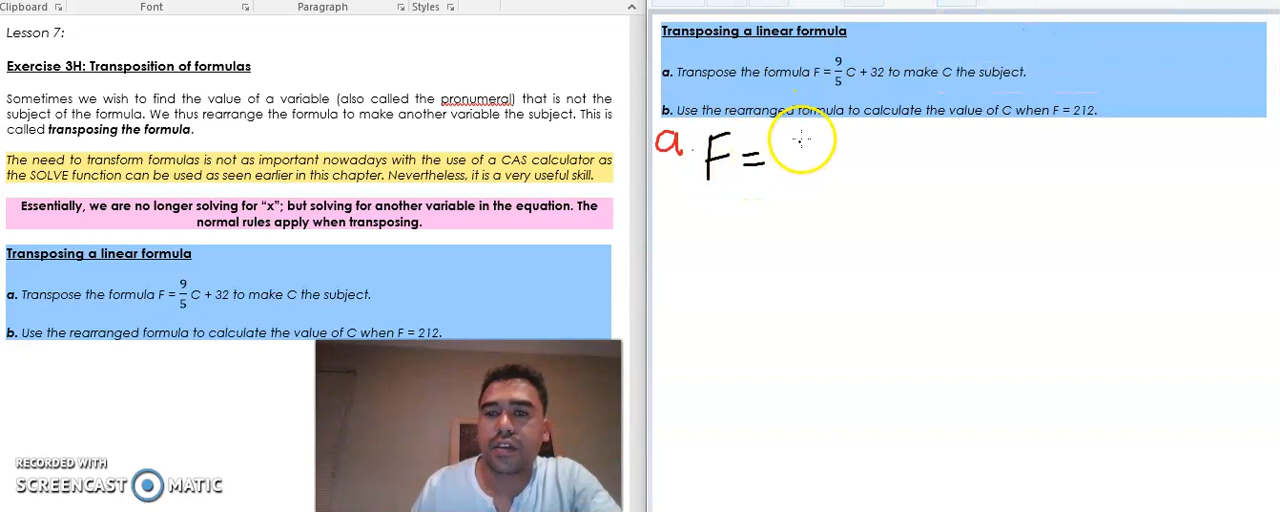 Clipboard Font Paragraph Styles
Lesson 7:
Exercise 3H: Transposition of formulas
Sometimes we wish to find the value of a variable (also called the pronumeral) that is not the
subject of the formula. We thus rearrange the formula to make another variable the subject. This is
called transposing the formula.
The need to transform formulas is not as important nowadays with the use of a CAS calculator as
the SOLVE function can be used as seen earlier in this chapter. Nevertheless, it is a very useful skill.
Essentially, we are no longer solving for “x”; but solving for another variable in the equation. The
normal rules apply when transposing.
Transposing a linear formula
a. Transpose the formula F = 9/5 C + 32 to make C the subject.
b. Use the rearranged formula to calculate the value of C when F = 212.
RECORDED WITH
SCREENCAST MATIC
Transposing a linear formula
a. Transpose the formula F = 9/5 C + 32 to make C the subject.
b. Use the rearranged formula to calculate the value of C when F = 212.
a. F =